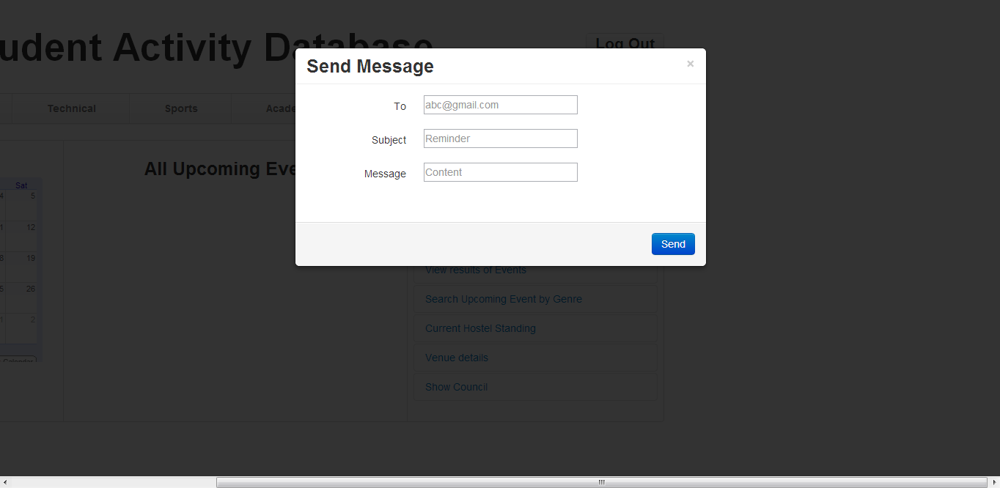 udent Activity Database
Log Out
Send Message
×
Technical
Sports
Acade
To
abc@gmail.com
Subject
Reminder
Message
Content
Send
All Upcoming Eve
Sat
4 5
1 12
8 19
5 26
1 2
Calendar
View results of Events
Search Upcoming Event by Genre
Current Hostel Standing
Venue details
Show Council